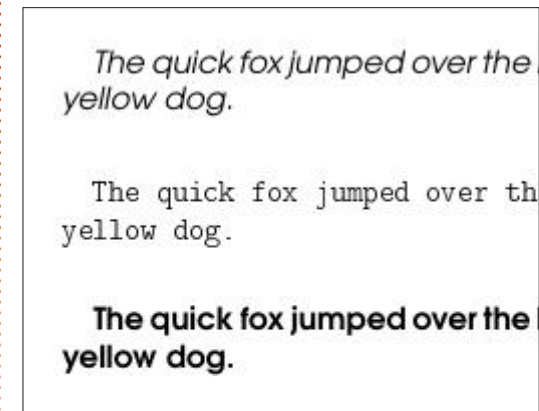 The quick fox jumped over the
yellow dog.
The quick fox jumped over
yellow dog.
The quick fox jumped over the
yellow dog.